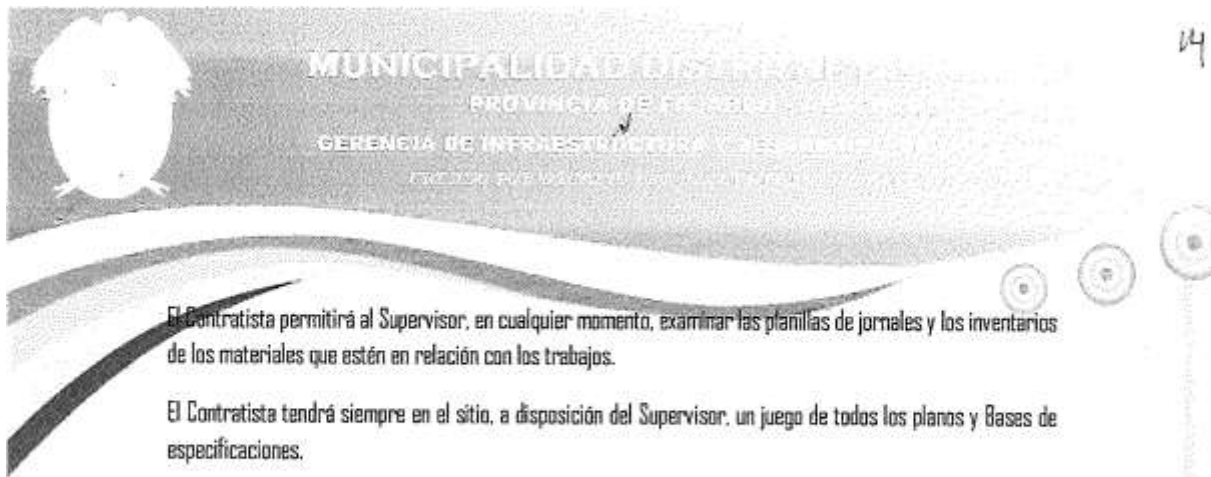 14
MUNICIPALIDAD
PROVINCIA DE
GERENCIA DE INFRAESTRUCTURA Y
El Contratista permitirá al Supervisor, en cualquier momento, examinar las planillas de jornales y los inventarios
de los materiales que estén en relación con los trabajos.
El Contratista tendrá siempre en el sitio, a disposición del Supervisor, un juego de todos los planos y Bases de
especificaciones.